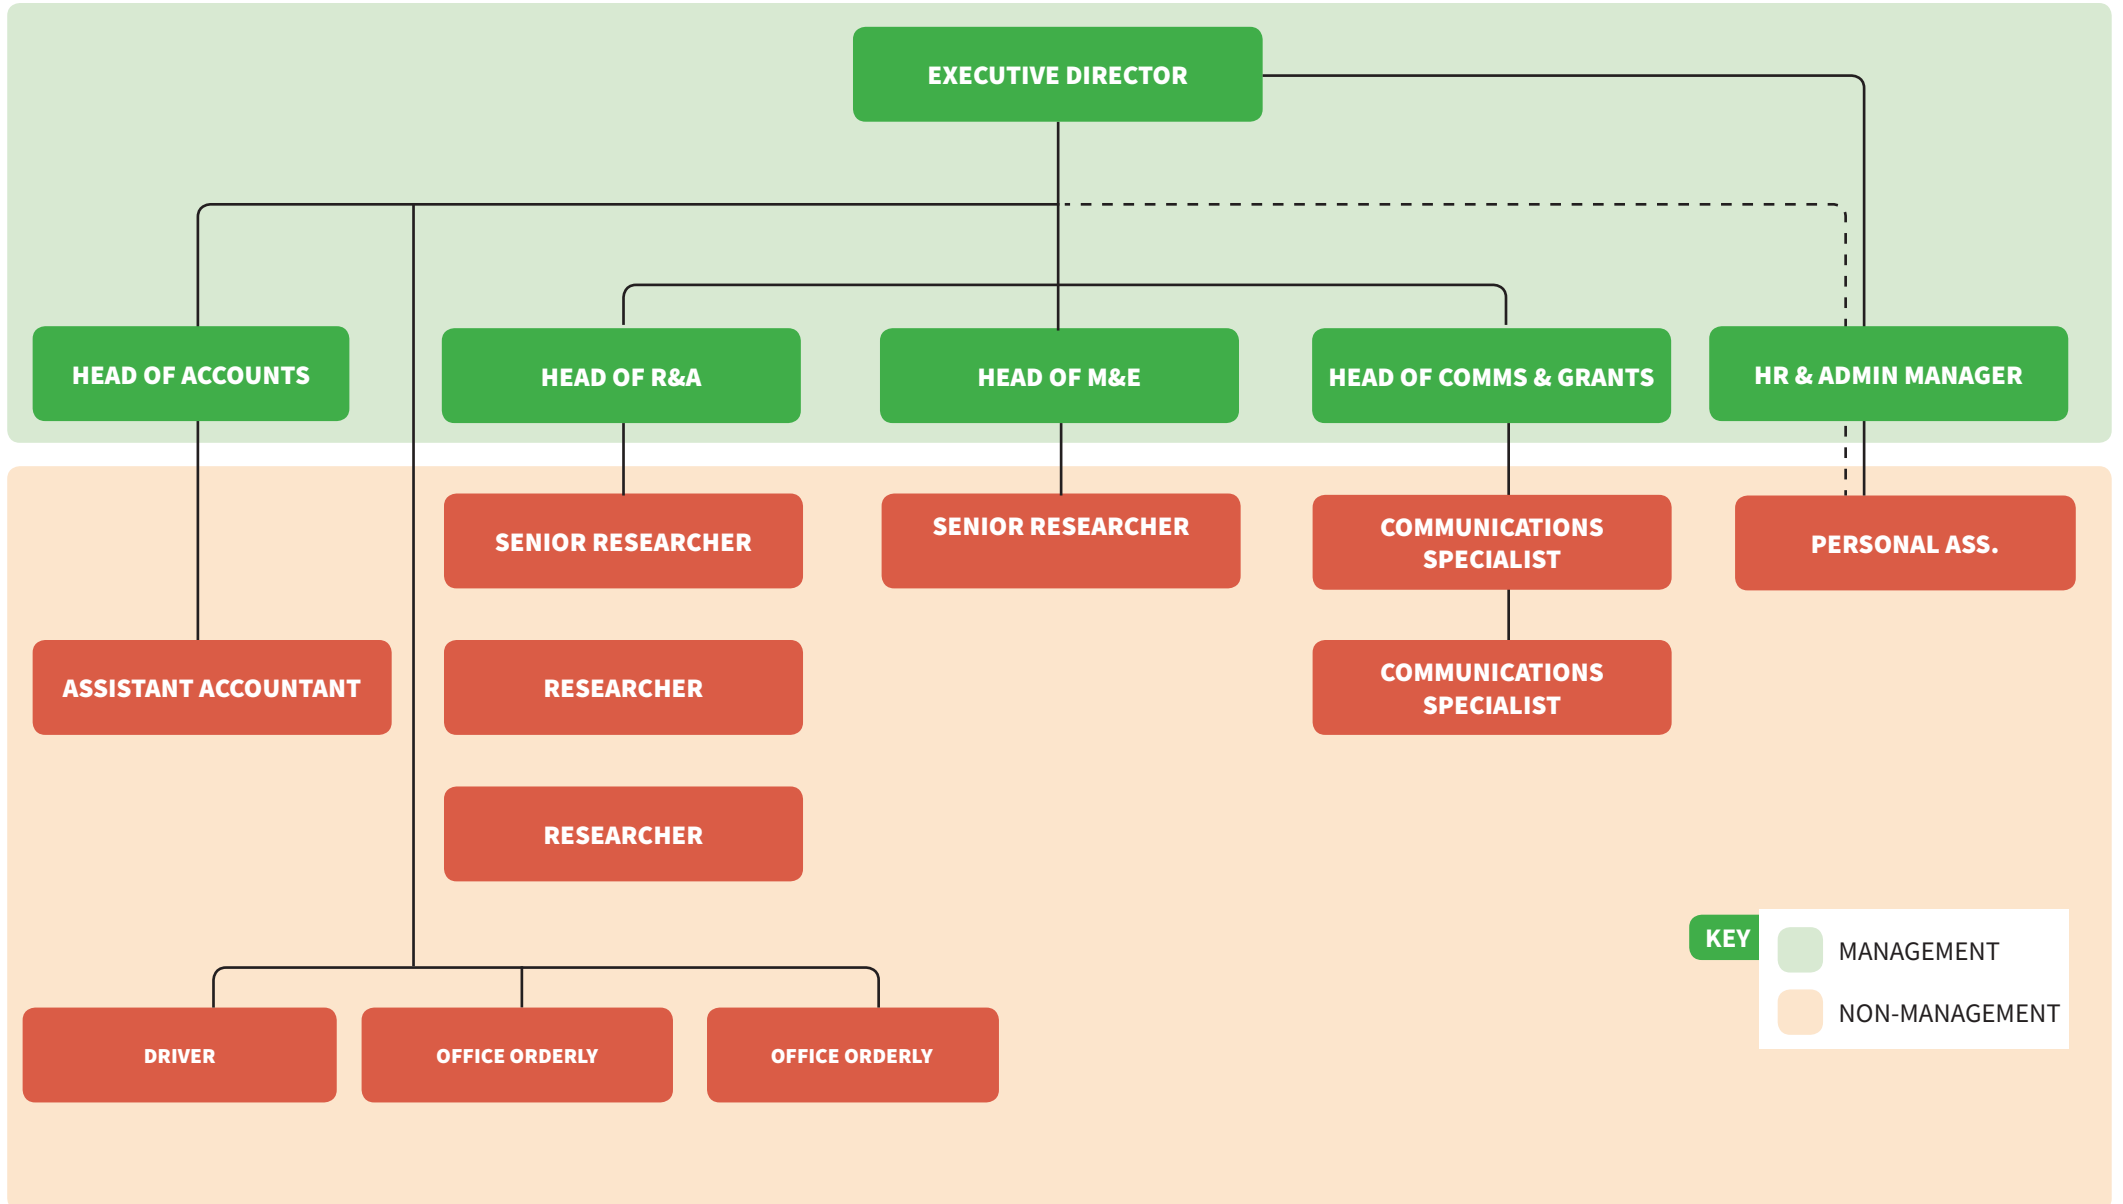 EXECUTIVE DIRECTOR
HEAD OF ACCOUNTS
HEAD OF R&A
HEAD OF M&E
HEAD OF COMMS & GRANTS
HR & ADMIN MANAGER
SENIOR RESEARCHER
SENIOR RESEARCHER
COMMUNICATIONS
SPECIALIST
PERSONAL ASS.
ASSISTANT ACCOUNTANT
RESEARCHER
COMMUNICATIONS
SPECIALIST
RESEARCHER
KEY
MANAGEMENT
NON-MANAGEMENT
DRIVER
OFFICE ORDERLY
OFFICE ORDERLY